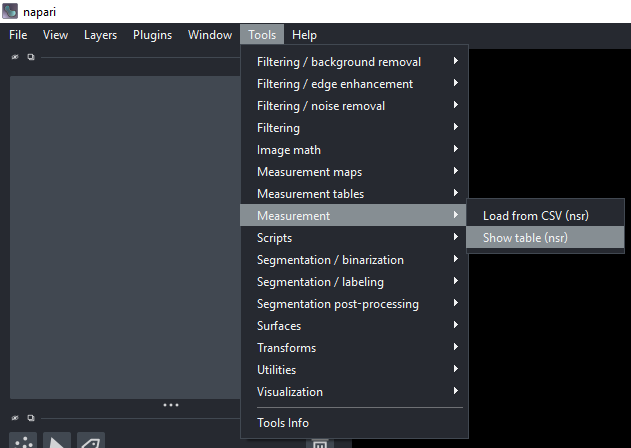 napari
File View Layers Plugins Window Tools Help
Filtering / background removal
Filtering / edge enhancement
Filtering / noise removal
Filtering
Image math
Measurement maps
Measurement tables
Measurement
Load from CSV (nsr)
Show table (nsr)
Scripts
Segmentation / binarization
Segmentation / labeling
Segmentation post-processing
Surfaces
Transforms
Utilities
Visualization
Tools Info